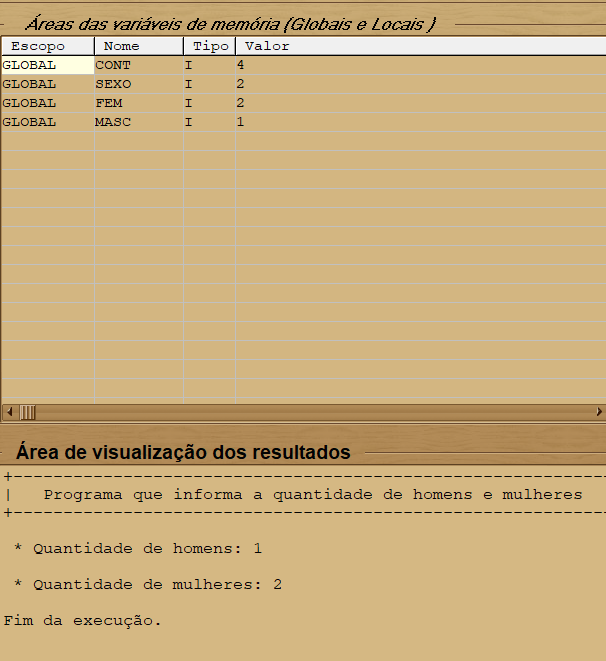 Áreas das variáveis de memória (Globais e Locais )
Escopo Nome Tipo Valor
GLOBAL CONT I 4
GLOBAL SEXO I 2
GLOBAL FEM I 2
GLOBAL MASC I 1
Área de visualização dos resultados
+------------------------------------------------------------
|   Programa que informa a quantidade de homens e mulheres
+------------------------------------------------------------
* Quantidade de homens: 1
* Quantidade de mulheres: 2
Fim da execução.